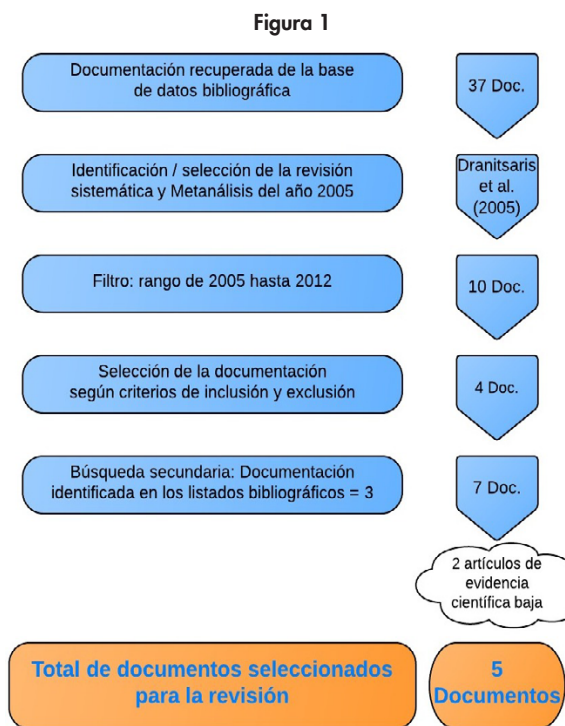 Figura 1
Documentación recuperada de la base
de datos bibliográfica
37 Doc.
Identificación / selección de la revisión
sistemática y Metanálisis del año 2005
Dranitsaris
et al.
(2005)
Filtro: rango de 2005 hasta 2012
10 Doc.
Selección de la documentación
según criterios de inclusión y exclusión
4 Doc.
Búsqueda secundaria: Documentación
identificada en los listados bibliográficos = 3
7 Doc.
2 artículos de
evidencia
científica baja
Total de documentos seleccionados
para la revisión
5
Documentos